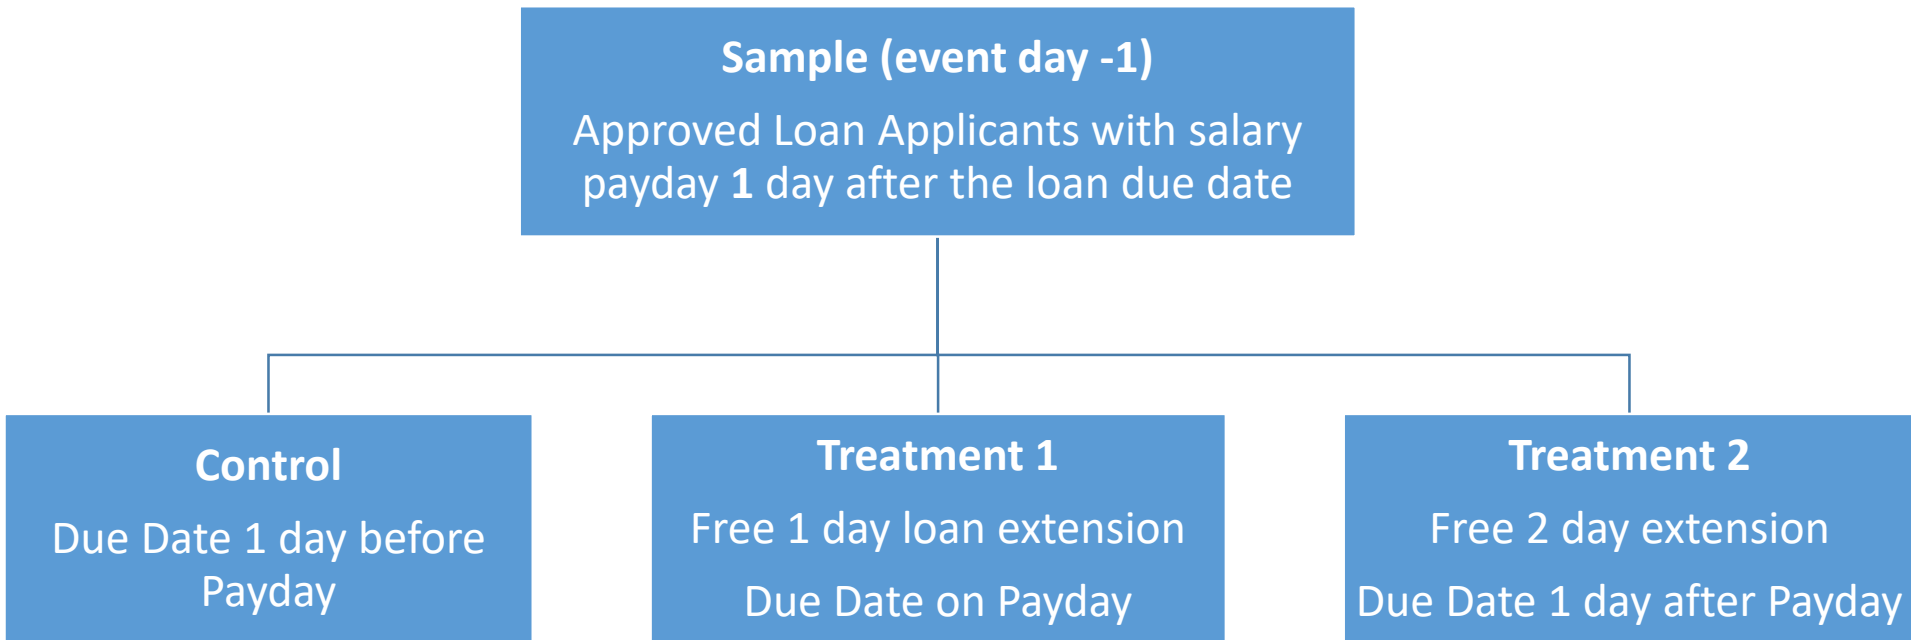 Sample (event day -1)
Approved Loan Applicants with salary
payday 1 day after the loan due date
Control
Due Date 1 day before
Payday
Treatment 1
Free 1 day loan extension
Due Date on Payday
Treatment 2
Free 2 day extension
Due Date 1 day after Payday